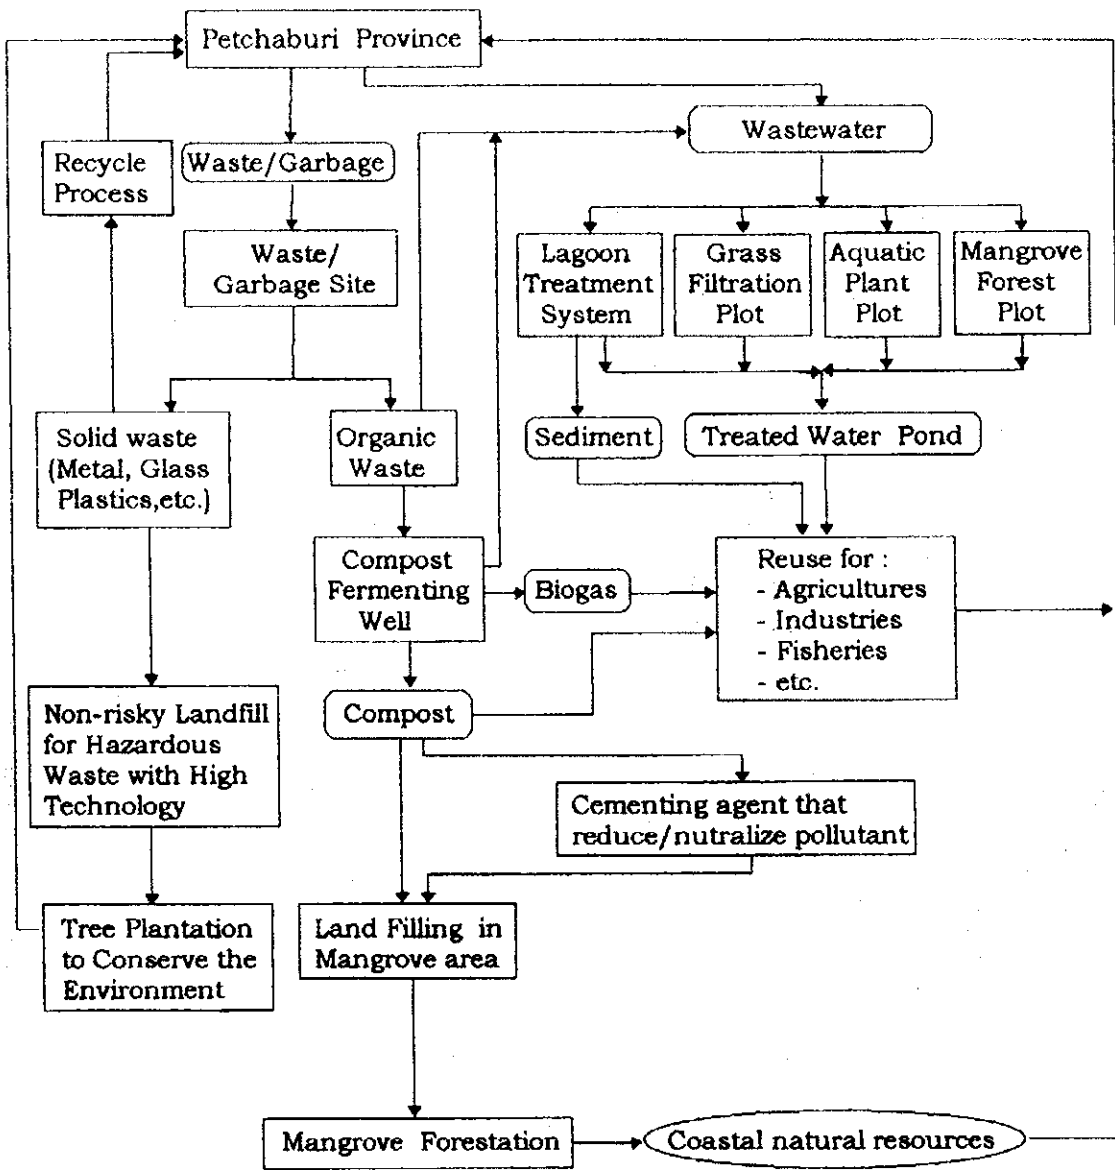 Petchaburi Province
Wastewater
Recycle
Process
Waste/Garbage
Waste/
Garbage Site
Lagoon
Treatment
System
Grass
Filtration
Plot
Aquatic
Plant
Plot
Mangrove
Forest
Plot
Solid waste
(Metal, Glass
Plastics,etc.)
Organic
Waste
Sediment
Treated Water Pond
Compost
Fermenting
Well
Biogas
Reuse for :
- Agricultures
- Industries
- Fisheries
- etc.
Non-risky Landfill
for Hazardous
Waste with High
Technology
Compost
Cementing agent that
reduce/nutralize pollutant
Tree Plantation
to Conserve the
Environment
Land Filling in
Mangrove area
Mangrove Forestation
Coastal natural resources